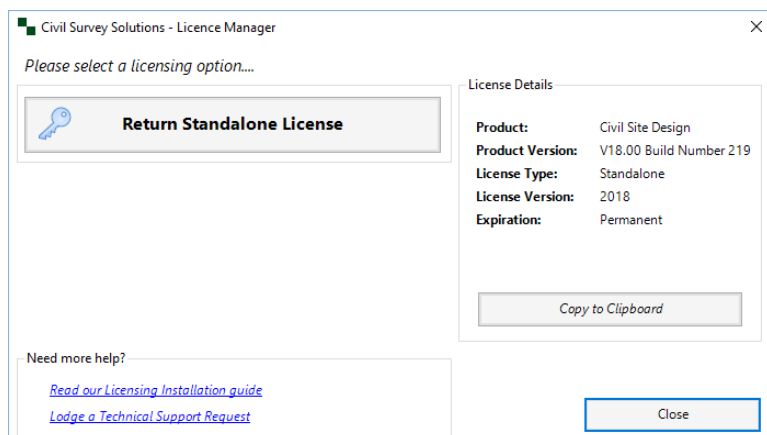 Civil Survey Solutions - Licence Manager
Please select a licensing option....
Return Standalone License
License Details
Product: Civil Site Design
Product Version: V18.00 Build Number 219
License Type: Standalone
License Version: 2018
Expiration: Permanent
Copy to Clipboard
Need more help?
Read our Licensing Installation guide
Lodge a Technical Support Request
Close